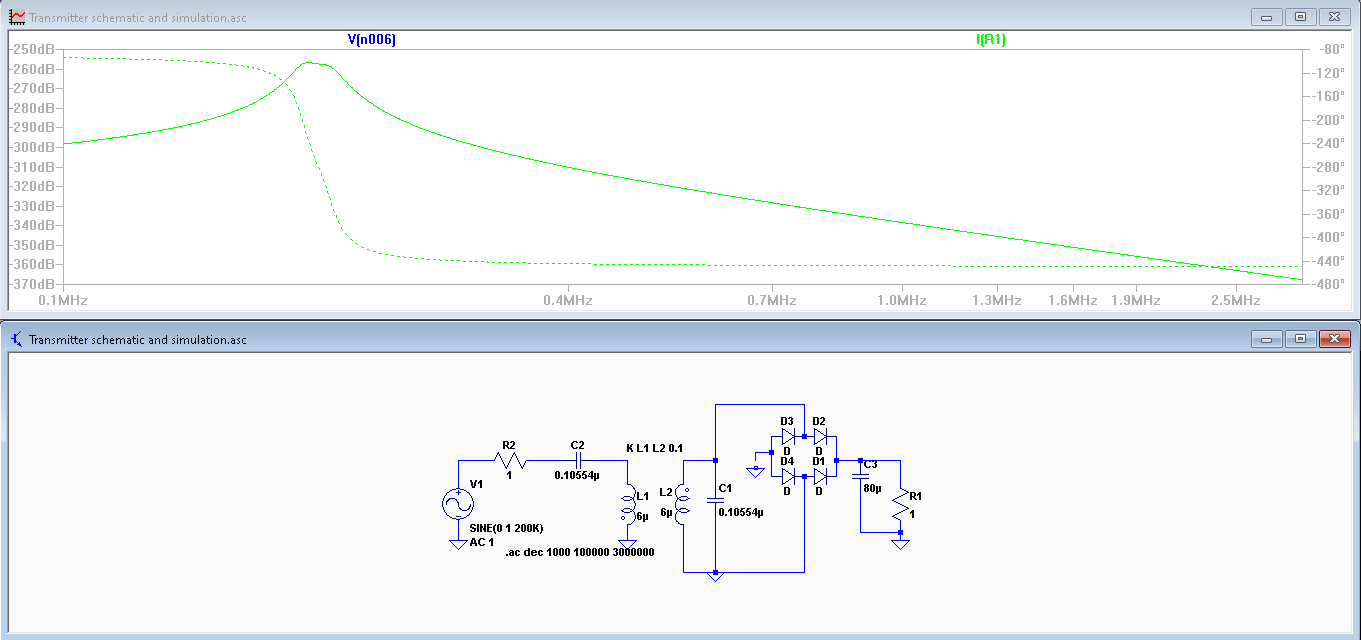 Transmitter schematic and simulation.asc
V(n006) I(R1)
250dB -80°
260dB -120°
270dB -160°
280dB -200°
290dB -240°
300dB -280°
310dB -320°
320dB -360°
330dB -400°
340dB -440°
350dB -480°
360dB
370dB
0.1MHz 0.4MHz 0.7MHz 1.0MHz 1.3MHz 1.6MHz 1.9MHz 2.5MHz
Transmitter schematic and simulation.asc
D3 D2
R2 C2 K L1 L2 0.1
D D
D4 D1
C3
1 0.10554µ
80µ
V1
D D
L1 L2 C1 R1
6µ 6µ 0.10554µ 1
SINE(0 1 200K)
AC 1
.ac dec 1000 100000 3000000